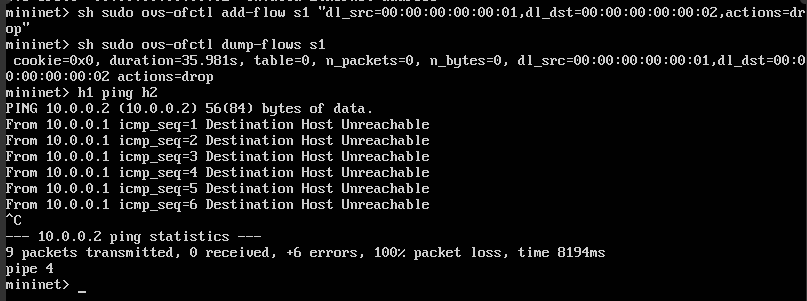 mininet> sh sudo ovs-ofctl add-flow s1 "dl_src=00:00:00:00:00:01,dl_dst=00:00:00:00:00:02,actions=dr
op"
mininet> sh sudo ovs-ofctl dump-flows s1
 cookie=0x0, duration=35.981s, table=0, n_packets=0, n_bytes=0, dl_src=00:00:00:00:00:01,dl_dst=00:0
0:00:00:00:02 actions=drop
mininet> h1 ping h2
PING 10.0.0.2 (10.0.0.2) 56(84) bytes of data.
From 10.0.0.1 icmp_seq=1 Destination Host Unreachable
From 10.0.0.1 icmp_seq=2 Destination Host Unreachable
From 10.0.0.1 icmp_seq=3 Destination Host Unreachable
From 10.0.0.1 icmp_seq=4 Destination Host Unreachable
From 10.0.0.1 icmp_seq=5 Destination Host Unreachable
From 10.0.0.1 icmp_seq=6 Destination Host Unreachable
^C
--- 10.0.0.2 ping statistics ---
9 packets transmitted, 0 received, +6 errors, 100% packet loss, time 8194ms
pipe 4
mininet> _